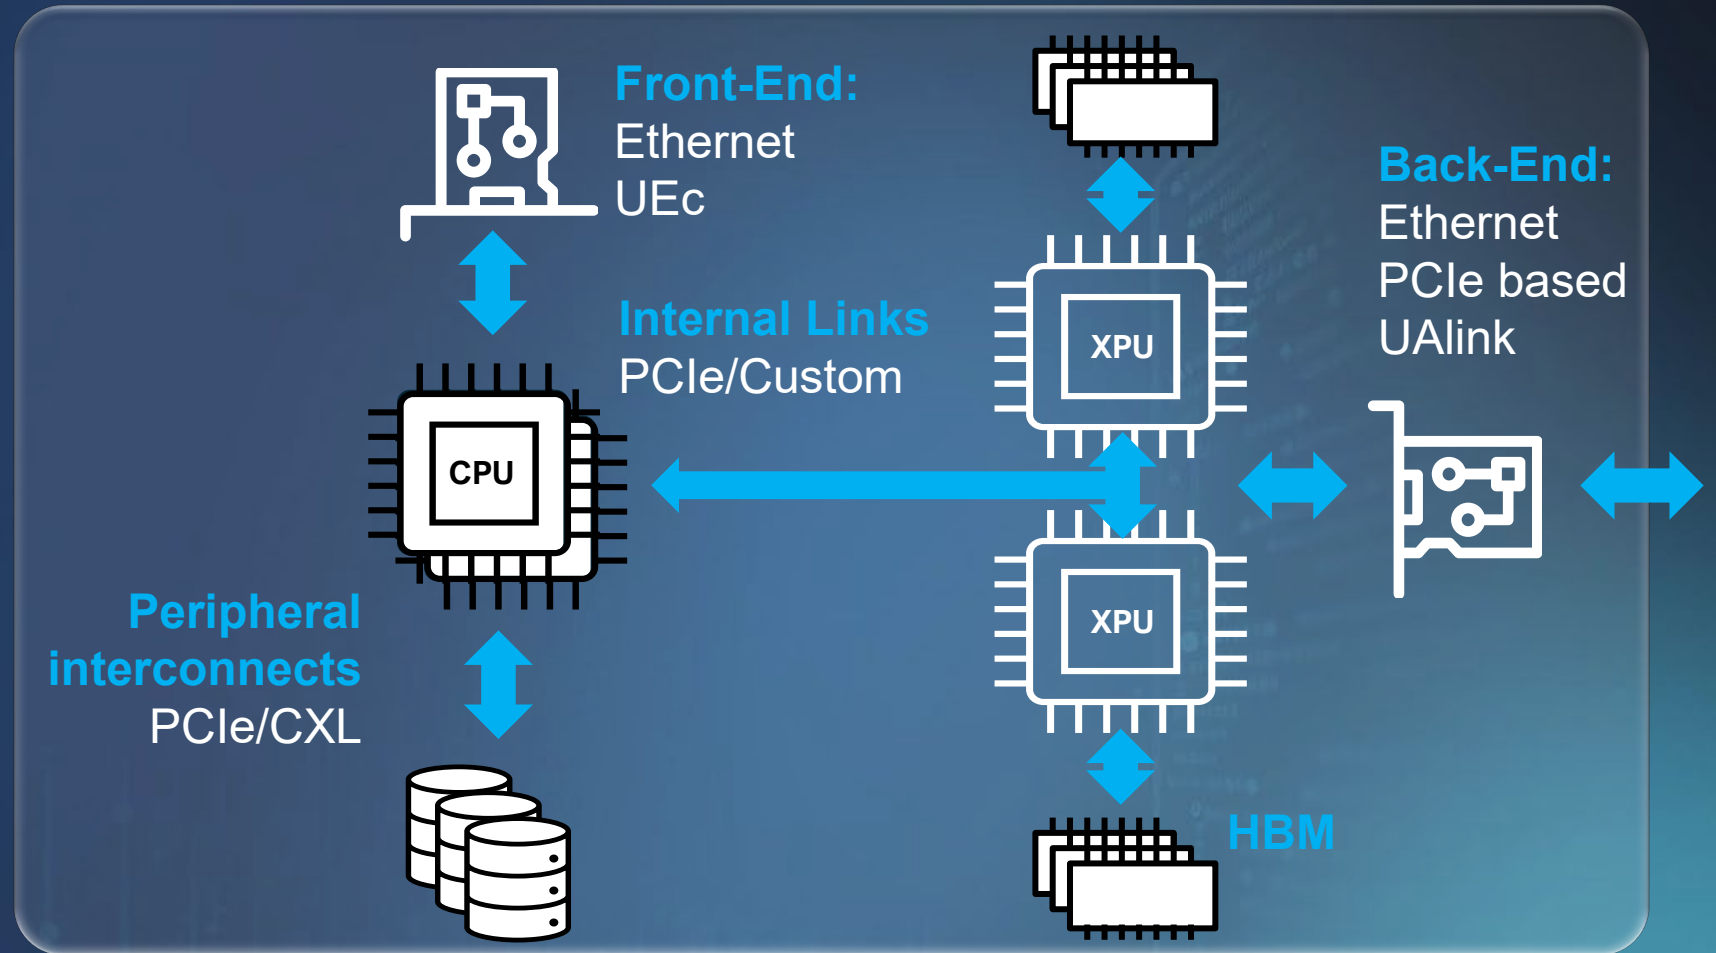 Front-End:
Ethernet
UEc
Back-End:
Ethernet
PCIe based
UAlink
Internal Links
PCIe/Custom
XPU
CPU
XPU
Peripheral
interconnects
PCIe/CXL
HBM